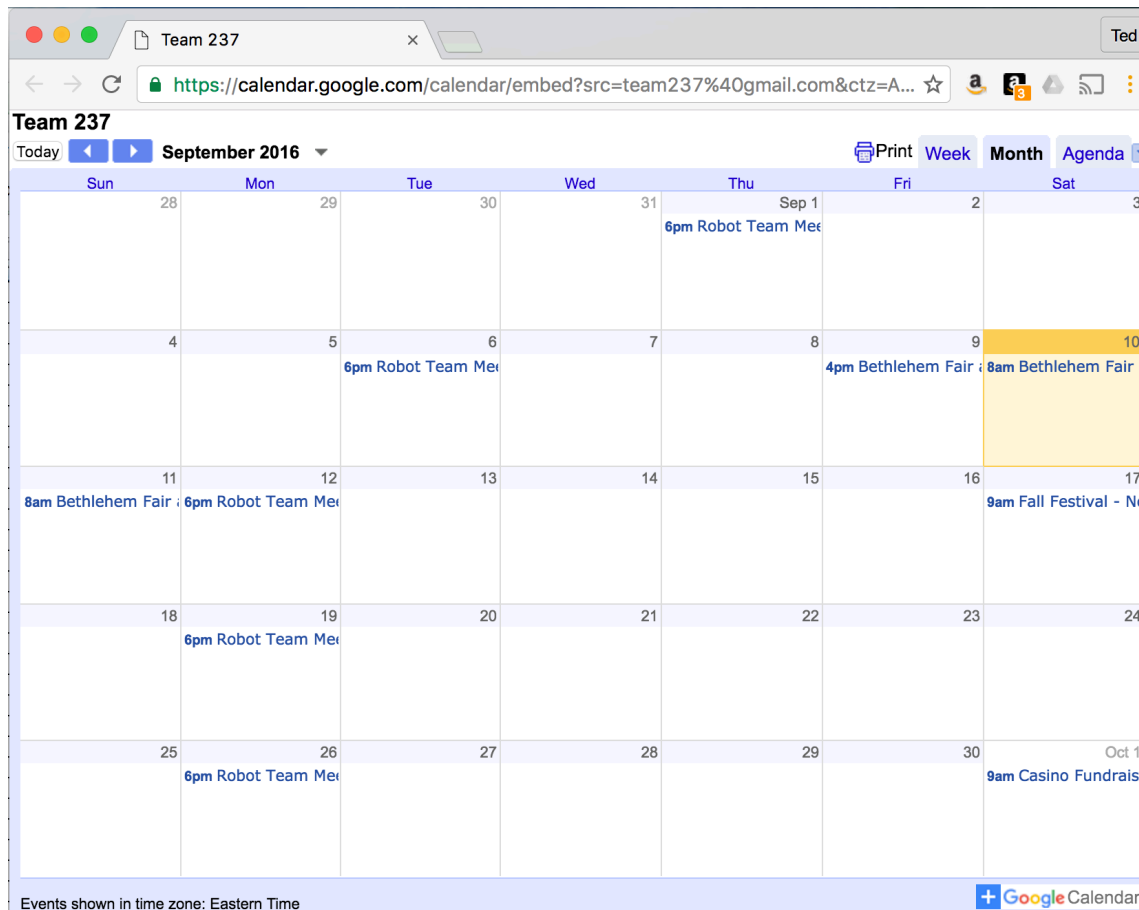 Team 237
Ted
https://calendar.google.com/calendar/embed?src=team237%40gmail.com&ctz=A...
3
Team 237
Today
September 2016
Print Week Month Agenda
Sun Mon Tue Wed Thu Fri Sat
28 29 30 31 Sep 1 2 3
6pm Robot Team Mee
4 5 6 7 8 9 10
6pm Robot Team Mee 4pm Bethlehem Fair 8am Bethlehem Fair
11 12 13 14 15 16 17
8am Bethlehem Fair 6pm Robot Team Mee 9am Fall Festival - Ne
18 19 20 21 22 23 24
6pm Robot Team Mee
25 26 27 28 29 30 Oct 1
6pm Robot Team Mee 9am Casino Fundrais
Events shown in time zone: Eastern Time
Google Calendar